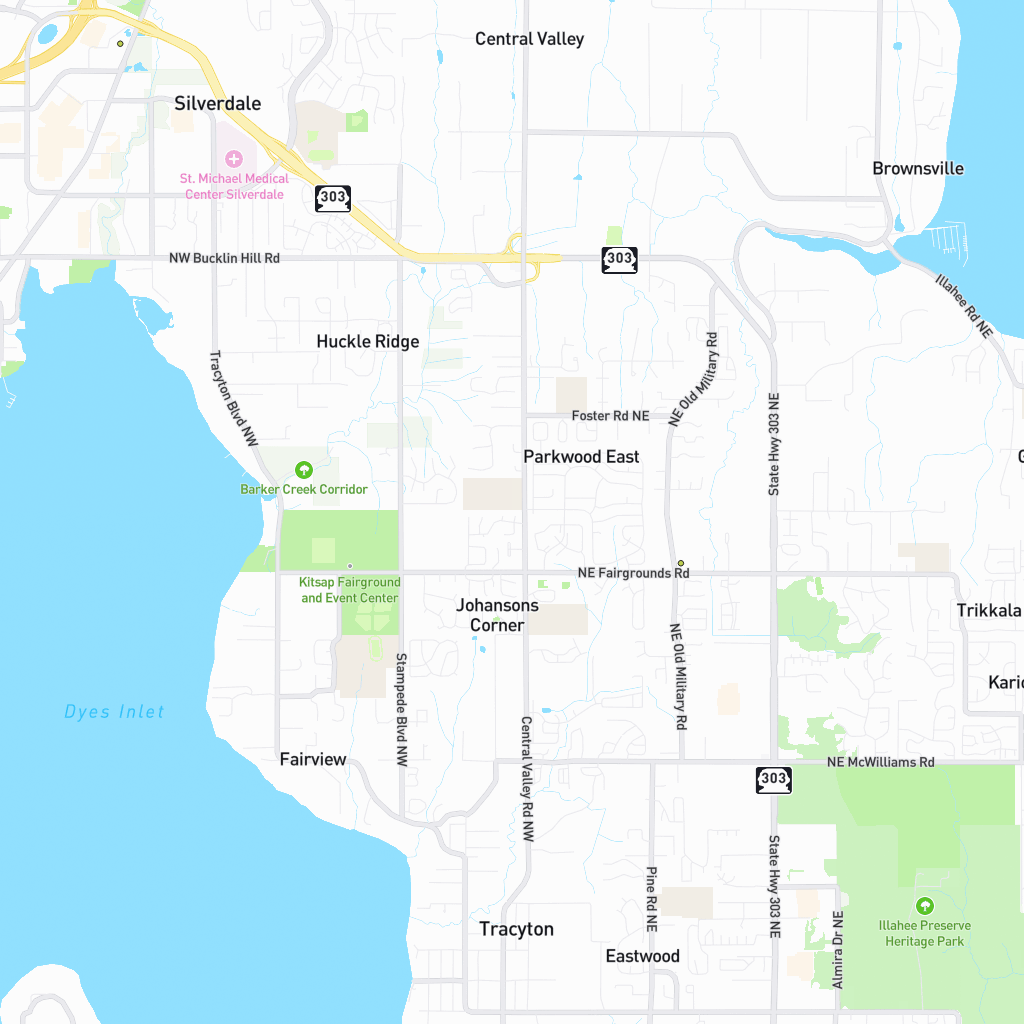 Central Valley
Silverdale
St. Michael Medical
Center Silverdale
Brownsville
303
303
NW Bucklin Hill Rd
Illahee Rd NE
Huckle Ridge
Tracyton Blvd NW
NE Old Military Rd
Foster Rd NE
State Hwy 303 NE
Parkwood East
G
Barker Creek Corridor
NE Fairgrounds Rd
Kitsap Fairground
and Event Center
Johansons
Corner
Trikkala
NE Old Military Rd
Stampede Blvd NW
Karic
Dyes Inlet
Central Valley Rd NW
Fairview
NE McWilliams Rd
303
State Hwy 303 NE
Pine Rd NE
Almira Dr NE
Illahee Preserve
Heritage Park
Tracyton
Eastwood